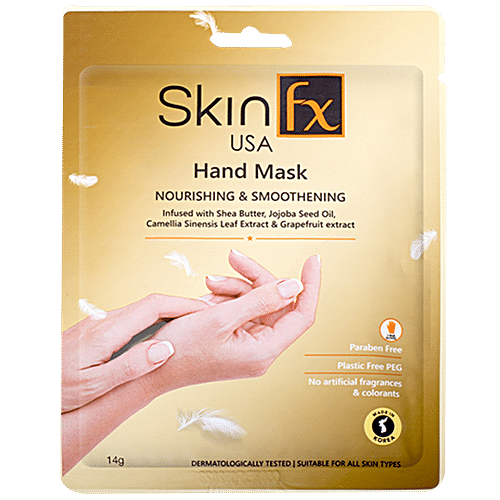 Skin fx
USA
Hand Mask
NOURISHING & SMOOTHENING
Infused with Shea Butter, Jojoba Seed Oil,
Camellia Sinensis Leaf Extract & Grapefruit extract
Paraben Free
Plastic Free PEG
No artificial fragrances
& colorants
MADE IN
KOREA
14g
DERMATOLOGICALLY TESTED | SUITABLE FOR ALL SKIN TYPES